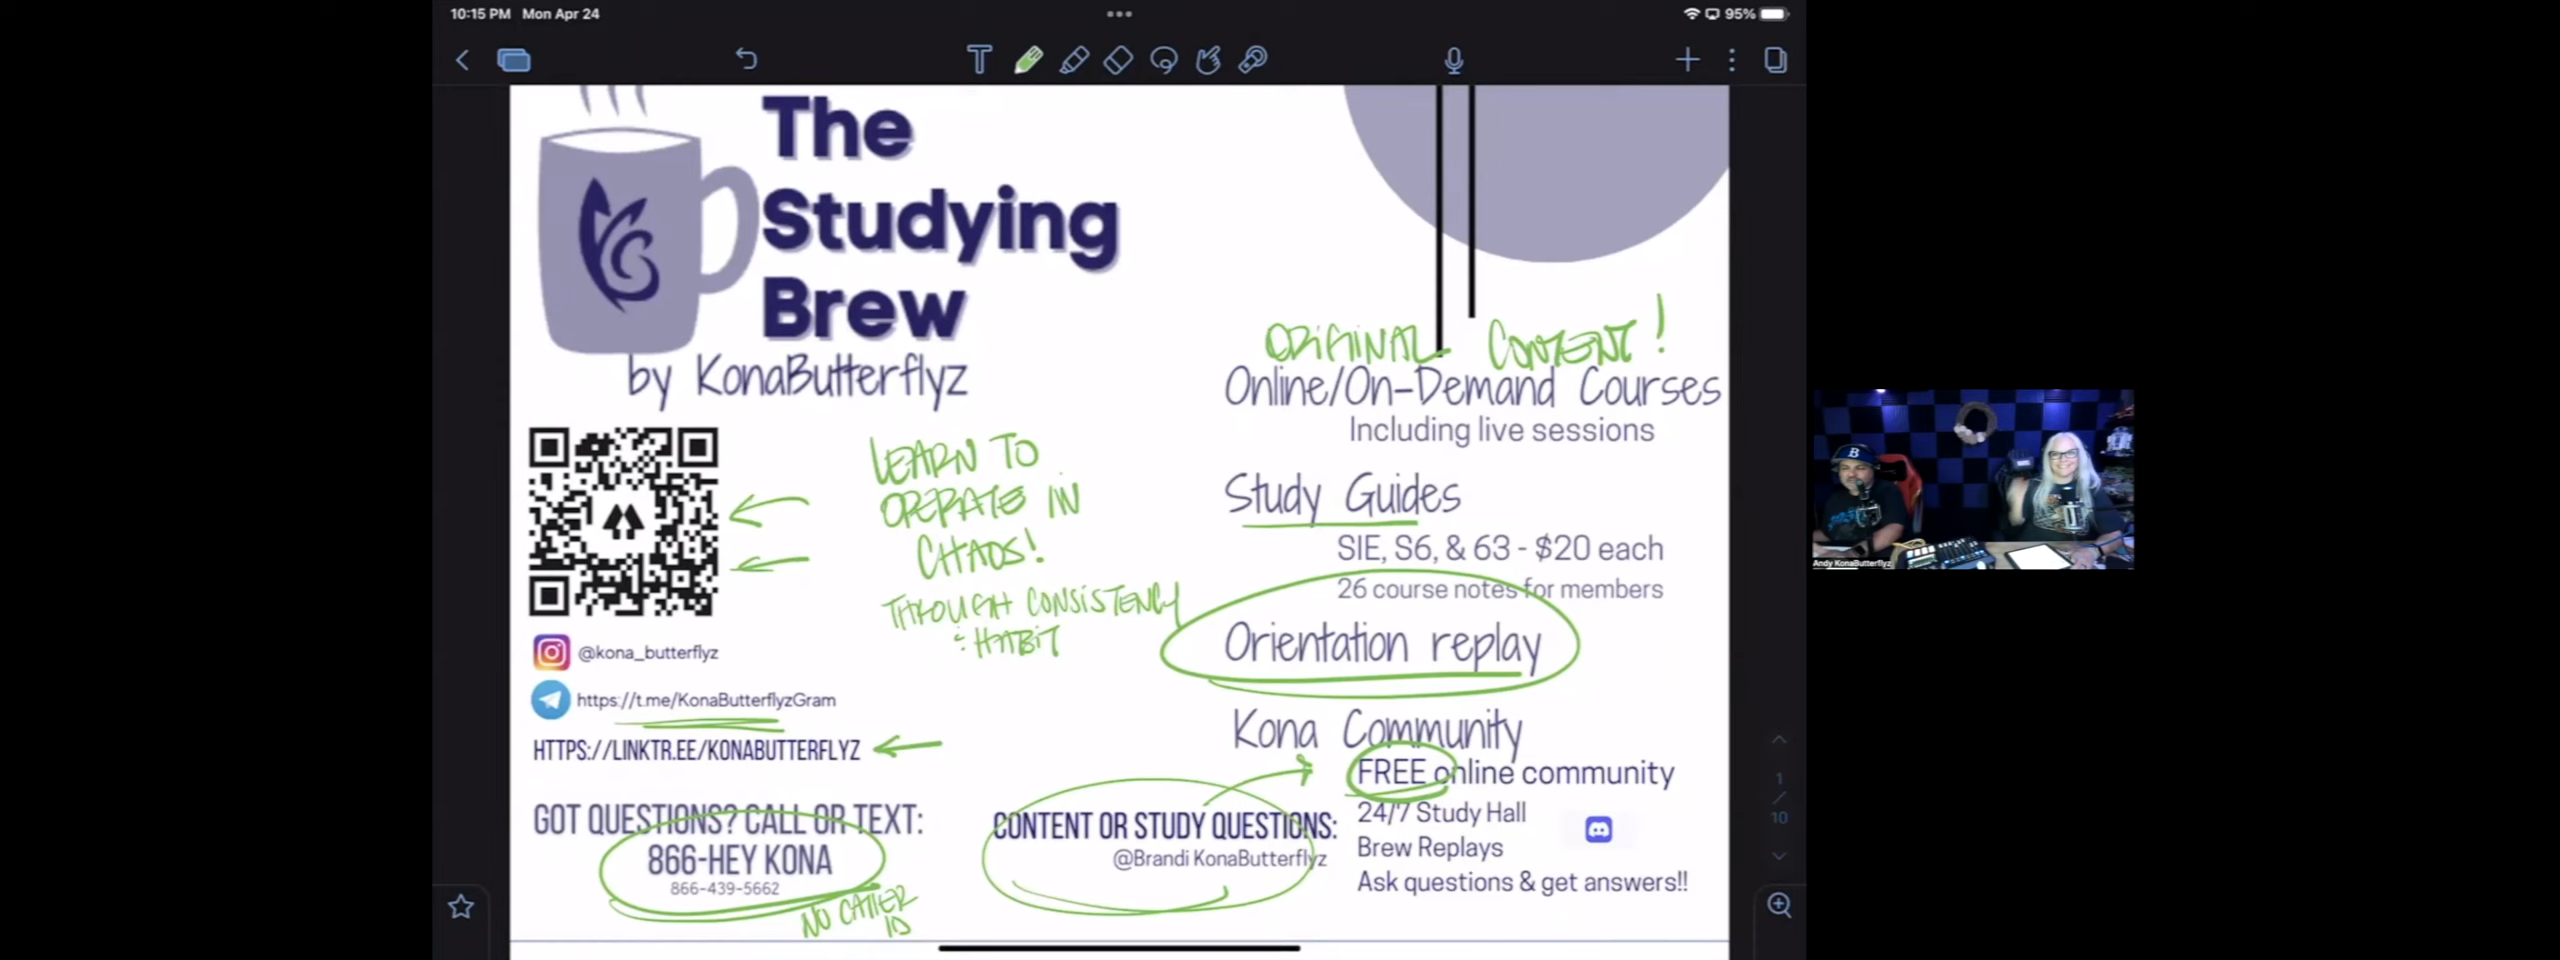 10:15 PM Mon Apr 24
95%
The
Studying
Brew
by KonaButterflyz
ORIGINAL CONTENT!
Online/On-Demand Courses
Including live sessions
LEARN TO
OPERATE IN
CHAOS!
THROUGH CONSISTENCY
: HABIT
Study Guides
SIE, S6, & 63 - $20 each
26 course notes for members
Orientation replay
@kona_butterflyz
https://t.me/KonaButterflyzGram
HTTPS://LINKTR.EE/KONABUTTERFLYZ
Kona Community
FREE online community
24/7 Study Hall
Brew Replays
Ask questions & get answers!!
GOT QUESTIONS? CALL OR TEXT:
866-HEY KONA
866-439-5662
NO CALLER
ID
CONTENT OR STUDY QUESTIONS:
@Brandi KonaButterflyz
1
/
10
B
Andy KonaButterflyz